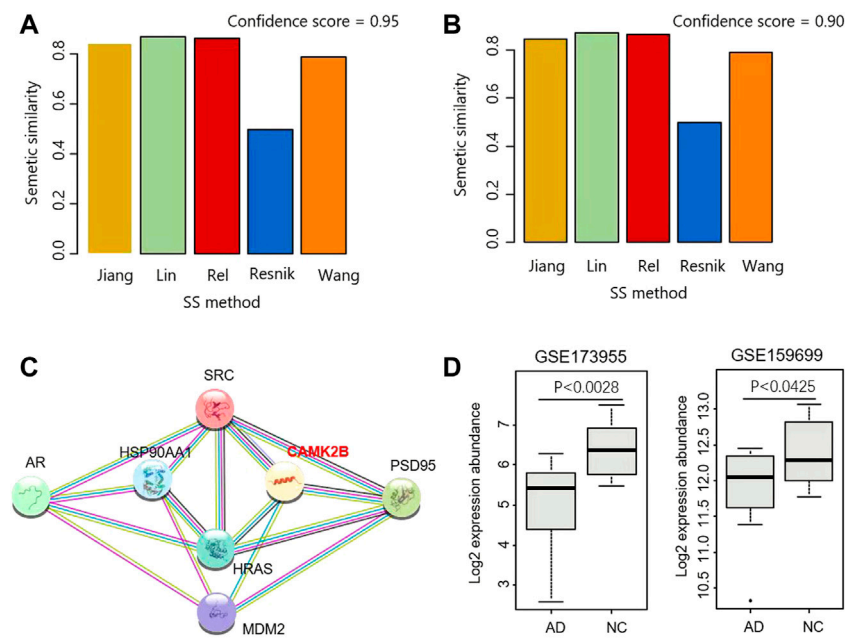 A
Confidence score = 0.95
Semetic similarity
0.0
0.2
0.4
0.6
0.8
Jiang Lin Rel Resnik Wang
SS method
B
Confidence score = 0.90
Semetic similarity
0.0
0.2
0.4
0.6
0.8
Jiang Lin Rel Resnik Wang
SS method
C
SRC
AR
HSP90AA1
CAMK2B
PSD95
HRAS
MDM2
D
GSE173955
P<0.0028
Log2 expression abundance
3
4
5
6
7
AD NC
GSE159699
P<0.0425
Log2 expression abundance
10.5
11.0
11.5
12.0
12.5
13.0
AD NC